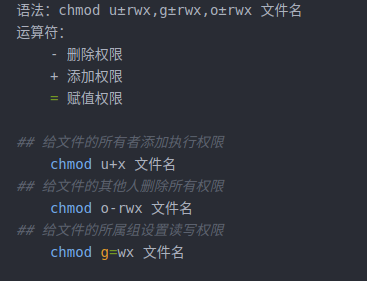 语法：chmod u±rwx,g±rwx,o±rwx 文件名
运算符：
- 删除权限
+ 添加权限
= 赋值权限
## 给文件的所有者添加执行权限
chmod u+x 文件名
## 给文件的其他人删除所有权限
chmod o-rwx 文件名
## 给文件的所属组设置读写权限
chmod g=wx 文件名